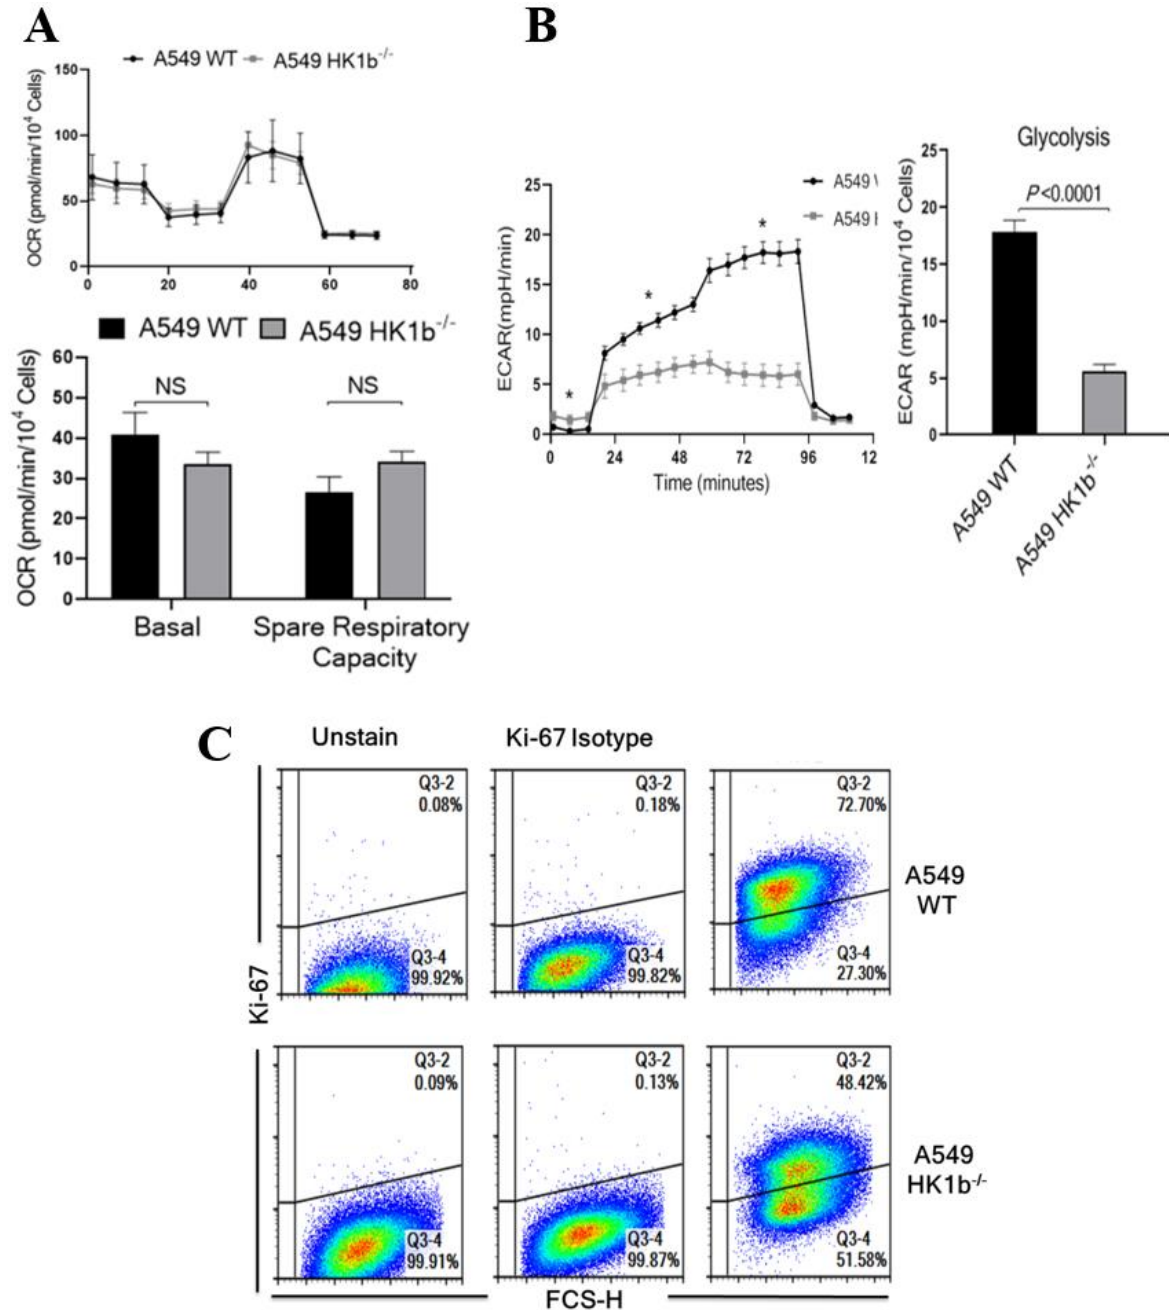 A
A549 WT A549 HK1b-/-
OCR (pmol/min/10⁴ Cells)
150
100
50
0
0 20 40 60 80
A549 WT A549 HK1b-/-
OCR (pmol/min/10⁴ Cells)
60
50
40
30
20
10
0
NS NS
Basal
Spare Respiratory
Capacity
B
A549
A549
ECAR(mpH/min)
25
20
15
10
5
0
*
*
*
0 24 48 72 96 12
Time (minutes)
Glycolysis
P<0.0001
ECAR (mpH/min/10⁴ Cells)
25
20
15
10
5
0
A549 WT
A549 HK1b-/-
C
Unstain
Ki-67 Isotype
Ki-67
Q3-2
0.08%
Q3-4
99.92%
Q3-2
0.18%
Q3-4
99.82%
Q3-2
72.70%
Q3-4
27.30%
A549
WT
Q3-2
0.09%
Q3-4
99.91%
Q3-2
0.13%
Q3-4
99.87%
Q3-2
48.42%
Q3-4
51.58%
A549
HK1b-/-
FCS-H